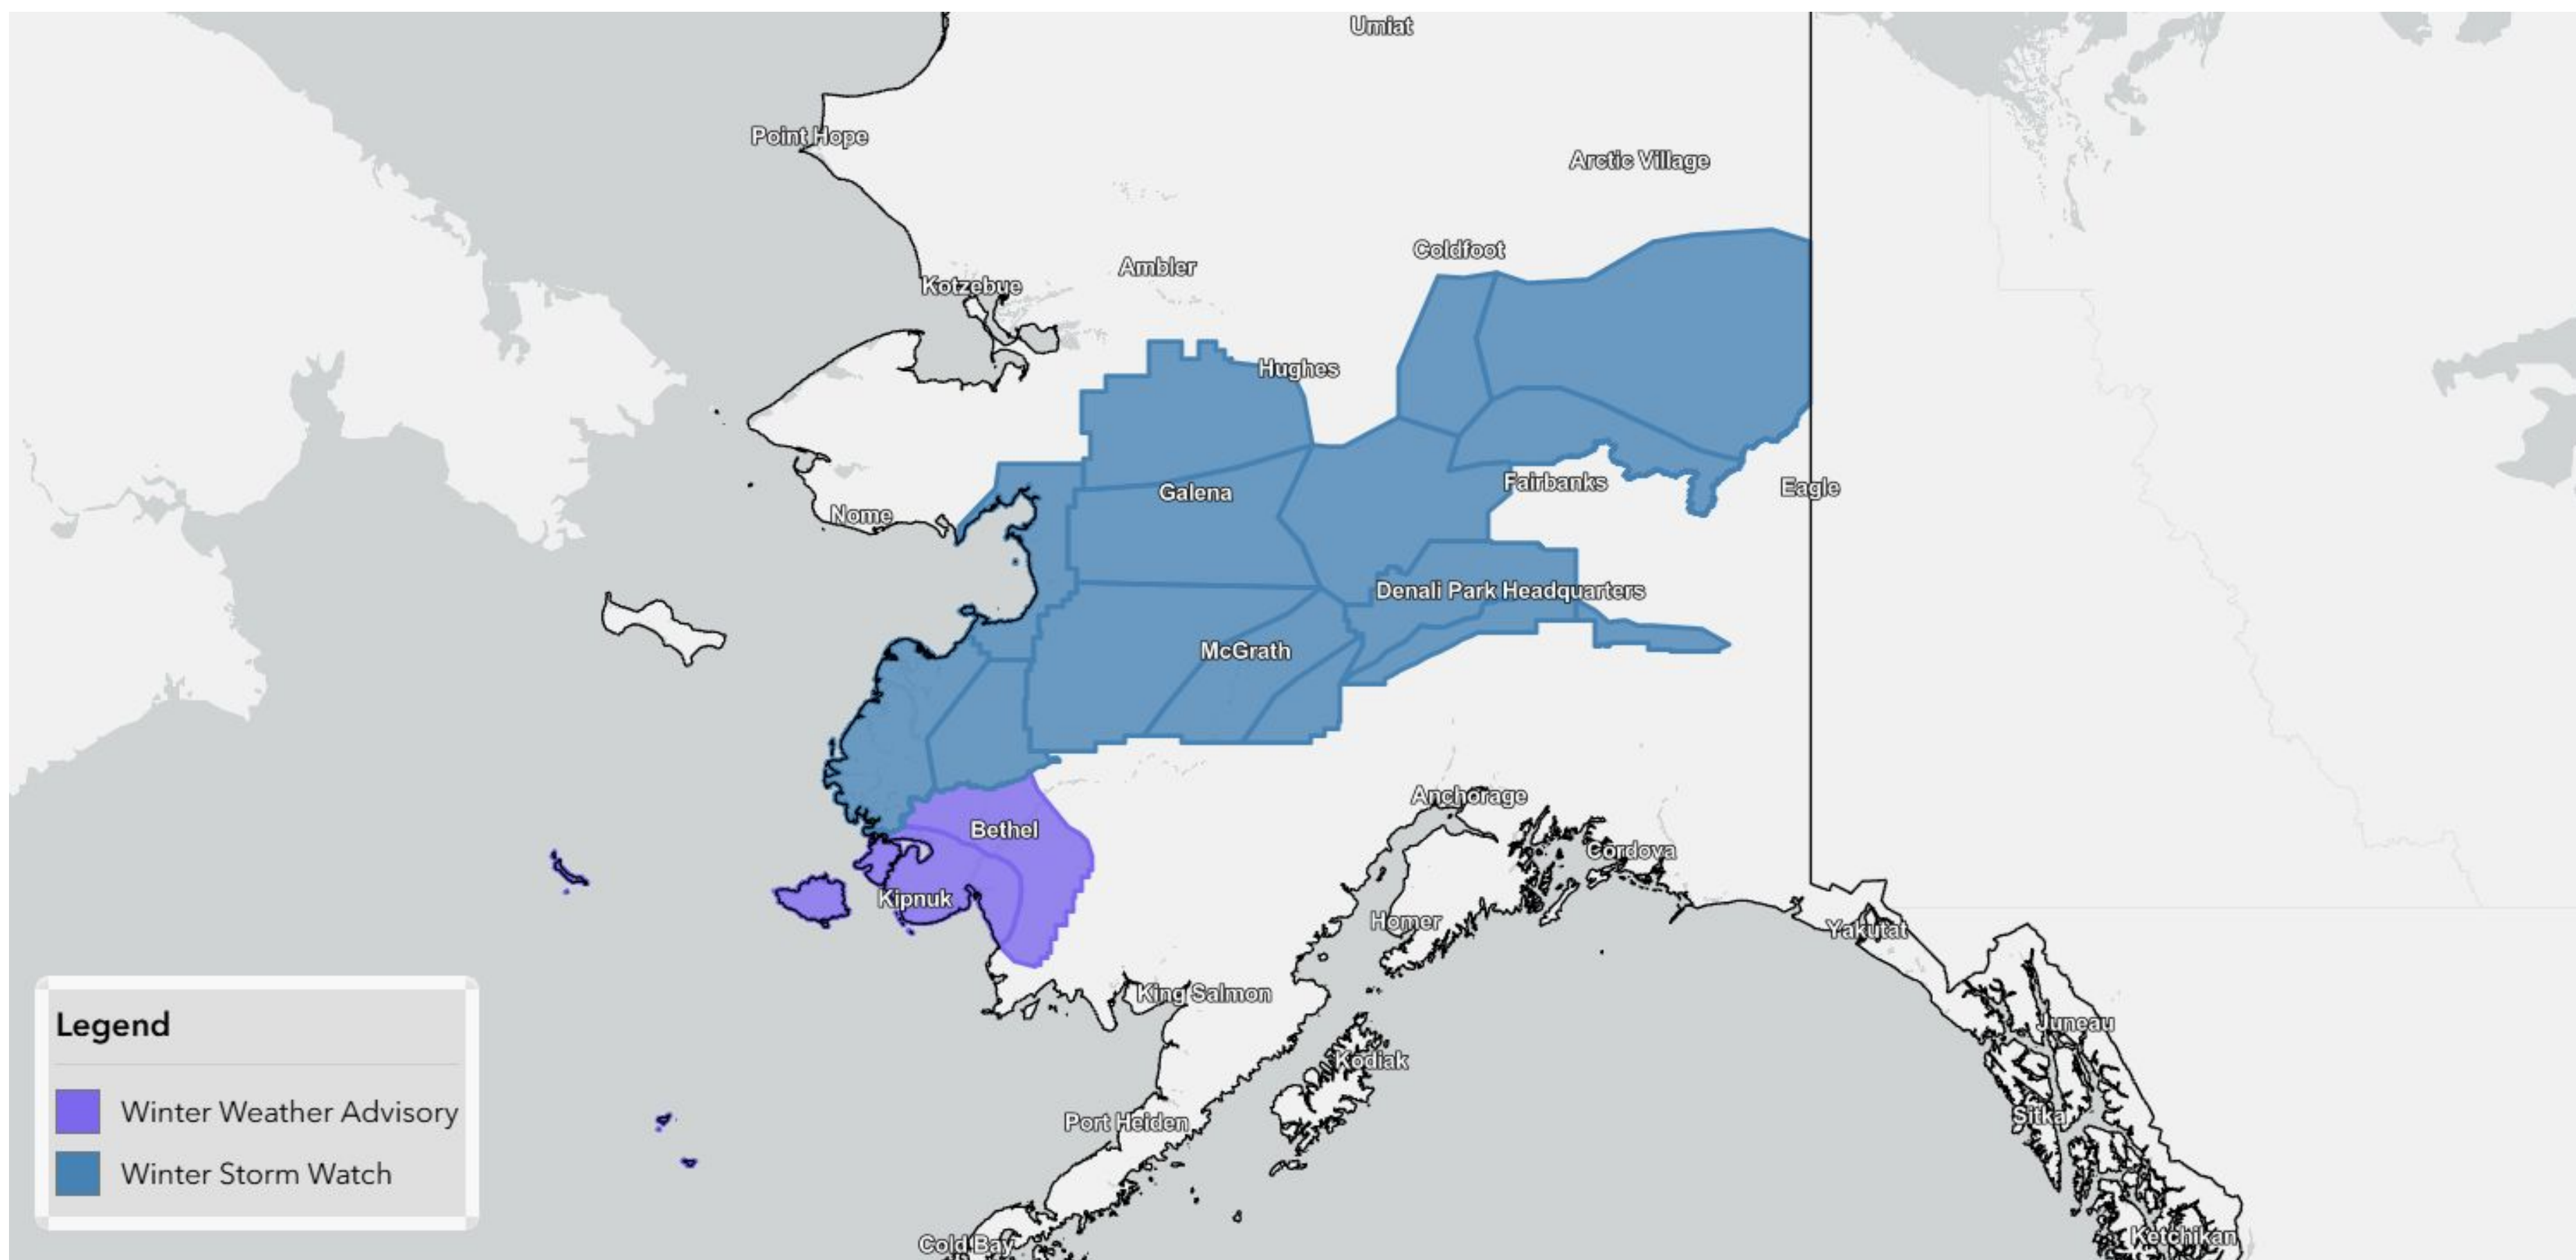 Umiat
Point Hope
Arctic Village
Coldfoot
Ambler
Kotzebue
Hughes
Fairbanks
Eagle
Galena
Nome
Denali Park Headquarters
McGrath
Anchorage
Bethel
Cordova
Kipnuk
Homer
Yakutat
King Salmon
Juneau
Kodiak
Sitka
Port Heiden
Ketchikan
Cold Bay
Legend
Winter Weather Advisory
Winter Storm Watch